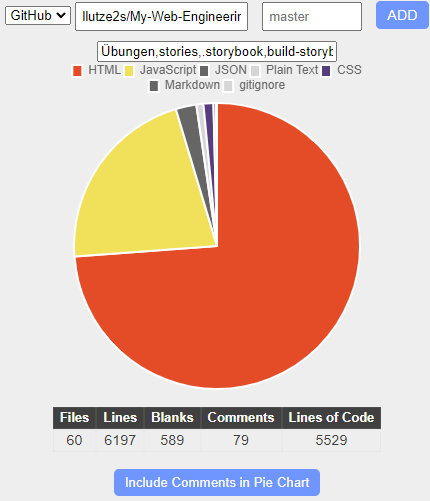 GitHub llutze2s/My-Web-Engineerir master ADD
Übungen,stories,.storybook,build-storyb
HTML JavaScript JSON Plain Text CSS
Markdown gitignore
Files Lines Blanks Comments Lines of Code
60 6197 589 79 5529
Include Comments in Pie Chart